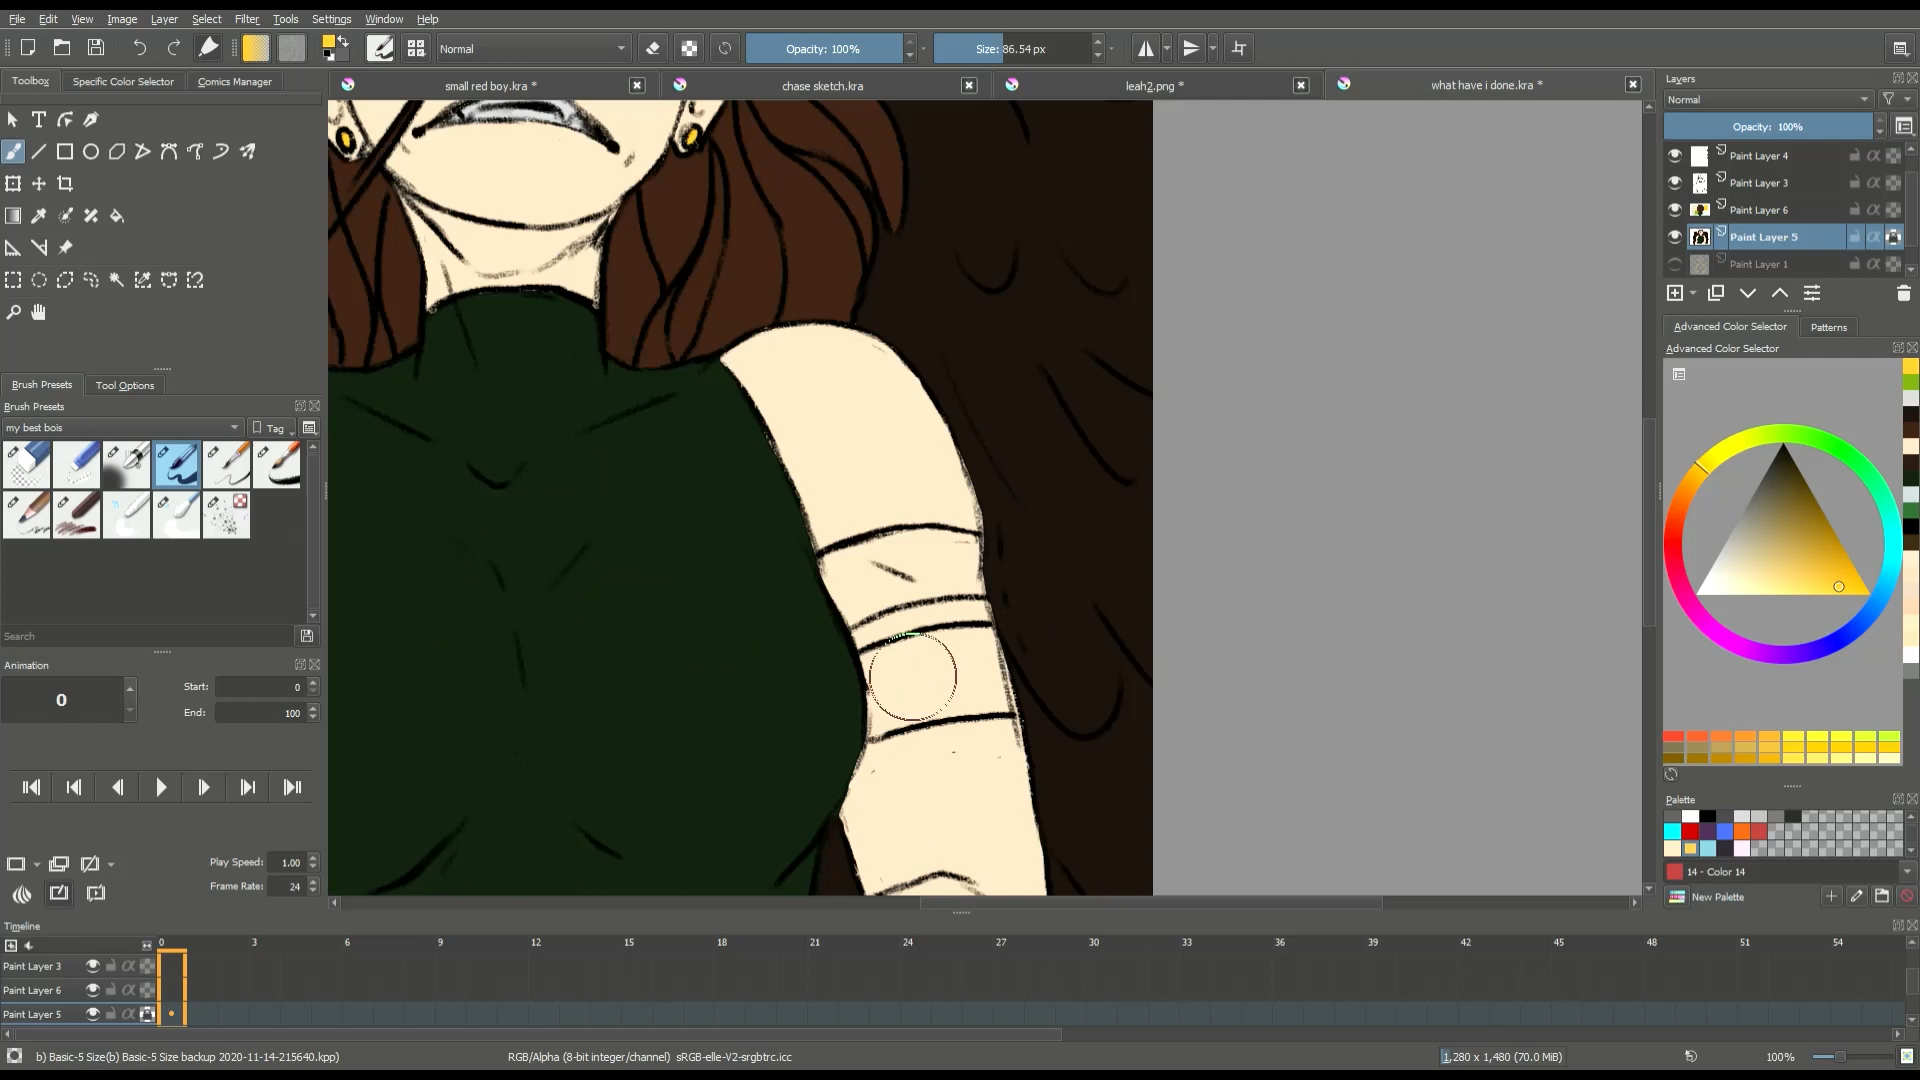 File Edit View Image Layer Select Filter Tools Settings Window Help
Normal Opacity: 100% Size: 86.54 px
Toolbox Specific Color Selector Comics Manager
small red boy.kra * chase sketch.kra leah2.png * what have i done.kra *
Layers
Normal
Opacity: 100%
Paint Layer 4
Paint Layer 3
Paint Layer 6
Paint Layer 5
Paint Layer 1
Advanced Color Selector Patterns
Advanced Color Selector
Brush Presets Tool Options
Brush Presets
my best bois Tag
Search
Animation
0 Start: 0
End: 100
Play Speed: 1.00
Frame Rate: 24
Palette
14 - Color 14
New Palette
Timeline
0 3 6 9 12 15 18 21 24 27 30 33 36 39 42 45 48 51 54
Paint Layer 3
Paint Layer 6
Paint Layer 5
b) Basic-5 Size(b) Basic-5 Size backup 2020-11-14-215640.kpp) RGB/Alpha (8-bit integer/channel) sRGB-elle-V2-srgbtrc.icc 1,280 x 1,480 (70.0 MiB) 100%